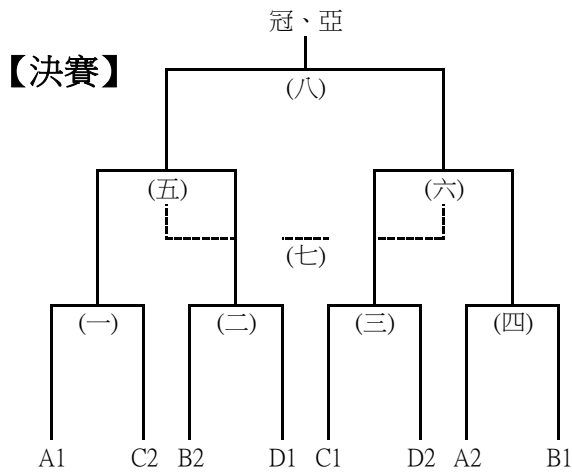 冠、亞
【決賽】
(八)
(五) (六)
(七)
(一) (二) (三) (四)
A1 C2 B2 D1 C1 D2 A2 B1